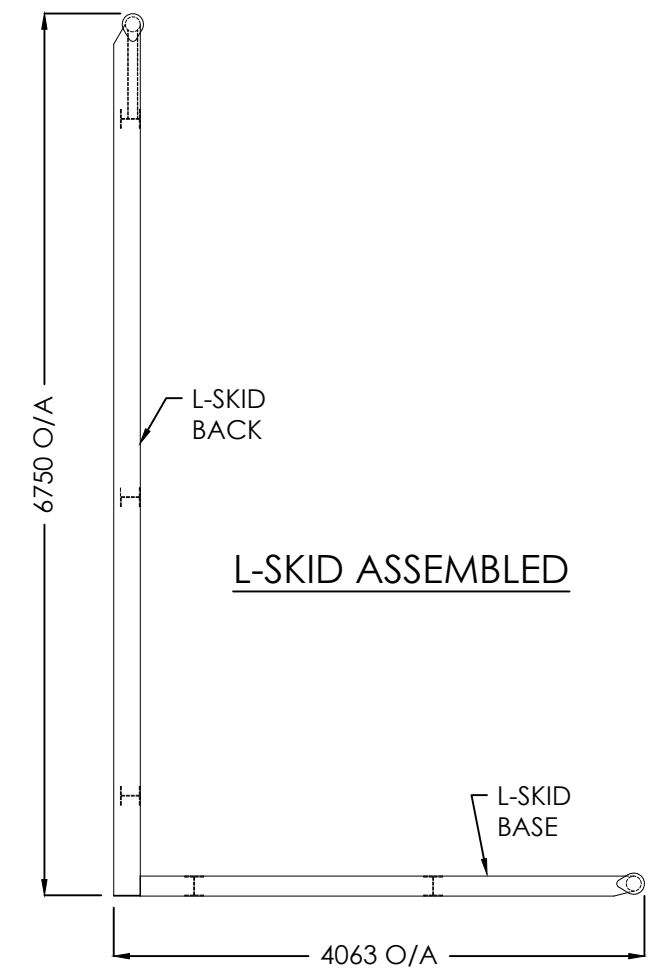 6750 O/A
L-SKID
BACK
L-SKID ASSEMBLED
L-SKID
BASE
4063 O/A